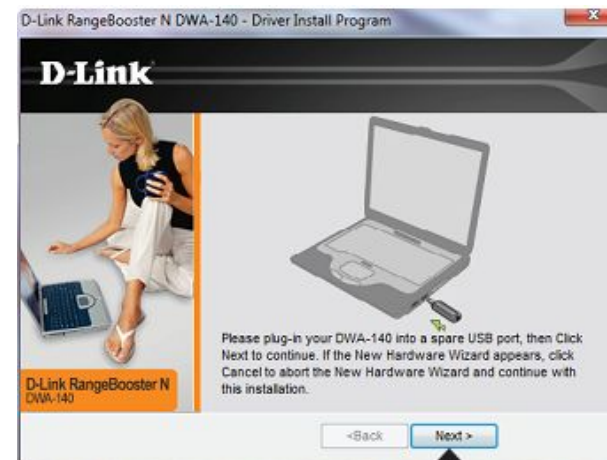 D-Link RangeBooster N DWA-140 - Driver Install Program
D-Link
Please plug-in your DWA-140 into a spare USB port, then Click
Next to continue. If the New Hardware Wizard appears, click
Cancel to abort the New Hardware Wizard and continue with
this installation.
D-Link RangeBooster N
DWA-140
<Back
Next >